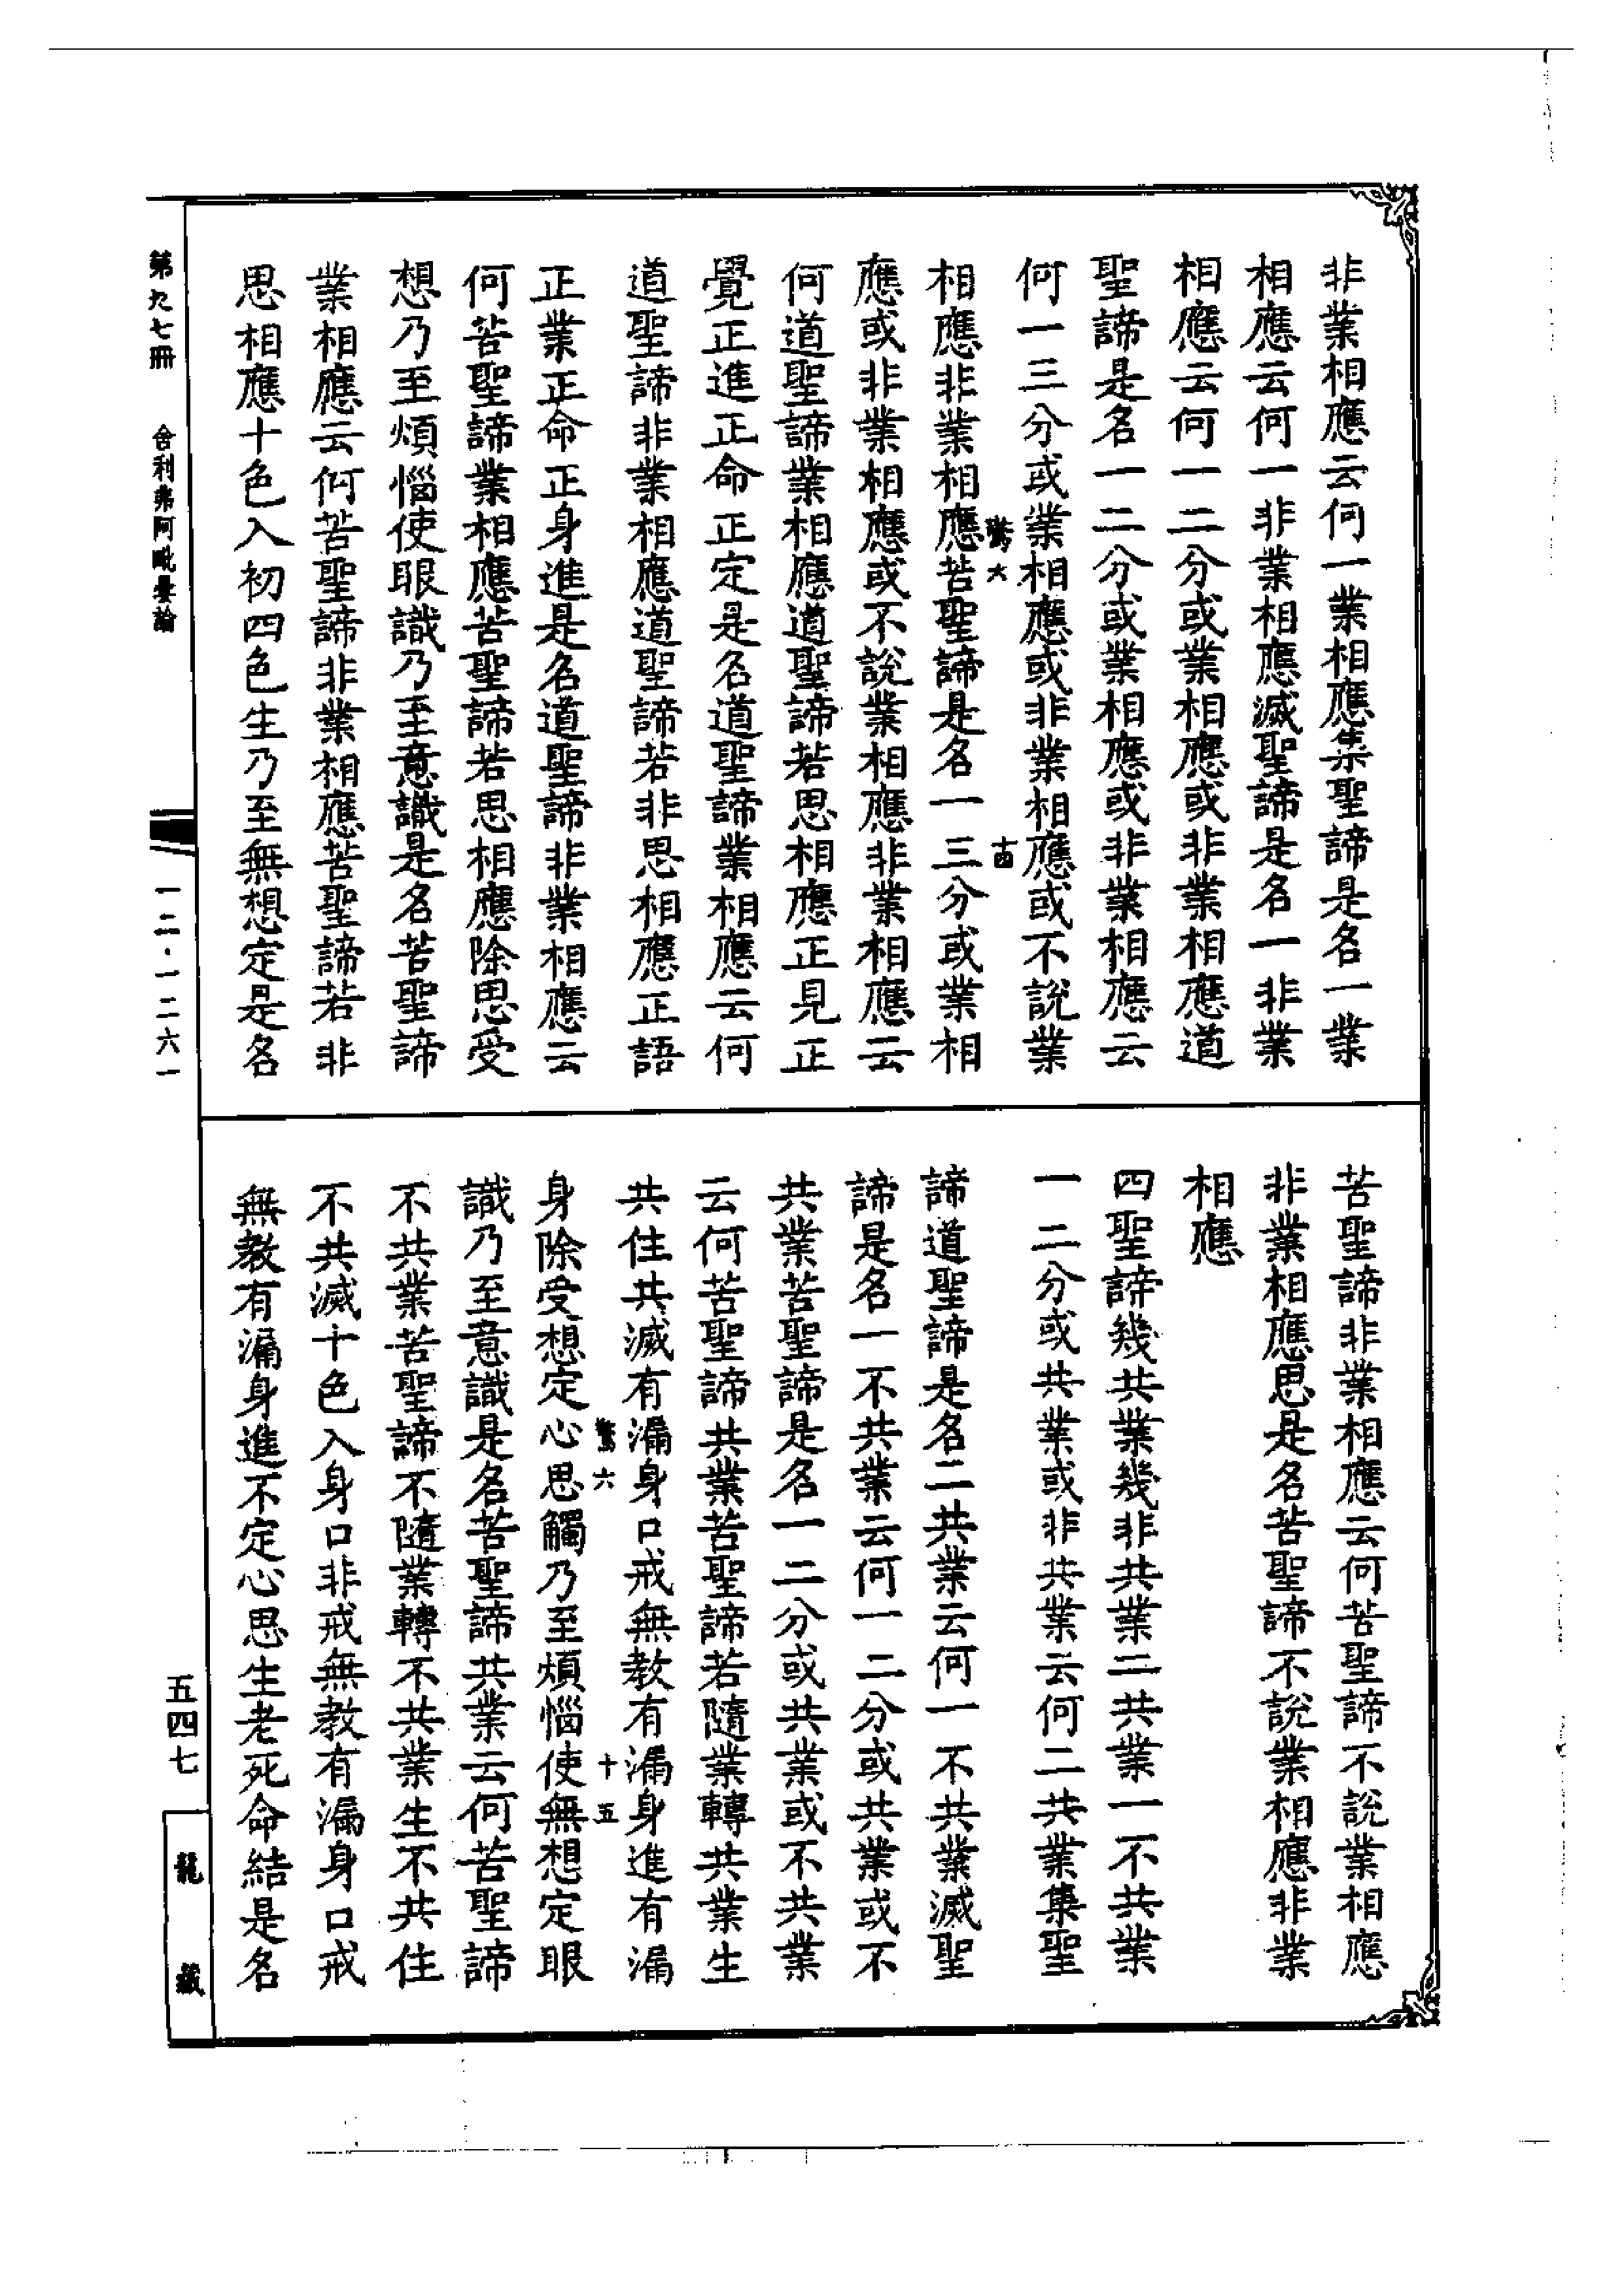 非業相應云何一業相應集聖諦是名一業
相應云何一非業相應滅聖諦是名一非業
相應云何一二分或業相應或非業相應道
聖諦是名一二分或業相應或非業相應云
何一三分或業相應或非業相應或不說業
相應非業相應苦聖諦是名一三分或業相
應或非業相應或不說業相應非業相應云
何道聖諦業相應道聖諦若思相應正見正
覺正進正命正定是名道聖諦業相應云何
道聖諦非業相應道聖諦若非思相應正語
正業正命正身進是名道聖諦非業相應云
何苦聖諦業相應苦聖諦若思相應除思受
想乃至煩惱使眼識乃至意識是名苦聖諦
業相應云何苦聖諦非業相應苦聖諦若非
思相應十色入初四色生乃至無想定是名
苦聖諦非業相應云何苦聖諦不說業相應
非業相應思是名苦聖諦不說業相應非業
相應
四聖諦幾共業幾非共業二共業一不共業
一二分或共業或非共業云何二共業集聖
諦道聖諦是名二共業云何一不共業滅聖
諦是名一不共業云何一二分或共業或不
共業苦聖諦是名一二分或共業或不共業
云何苦聖諦共業苦聖諦若隨業轉共業生
共住共滅有漏身口戒無教有漏身進有漏
身除受想定心思觸乃至煩惱使無想定眼
識乃至意識是名苦聖諦共業云何苦聖諦
不共業苦聖諦不隨業轉不共業生不共住
不共滅十色入身口非戒無教有漏身口戒
無教有漏身進不定心思生老死命結是名
六
十四
六
十五
第九七冊
舍利弗阿毗曇論
一二·一二六一
五四七
龍藏